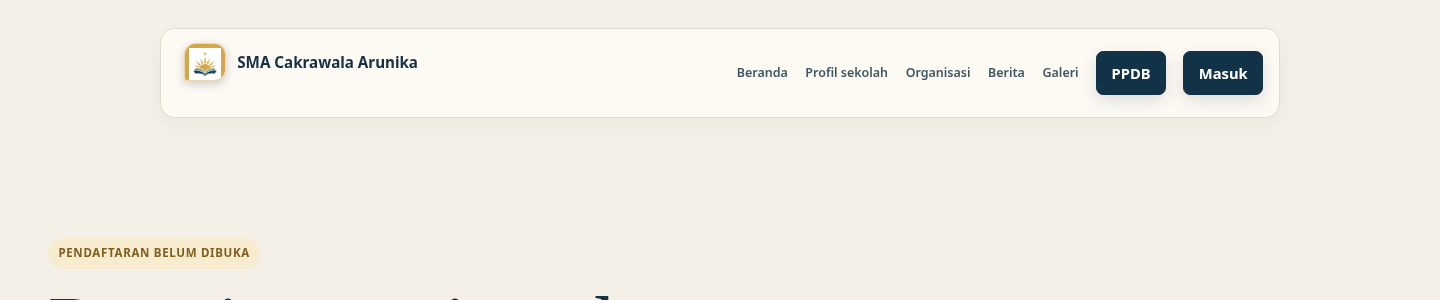 SMA Cakrawala Arunika
Beranda Profil sekolah Organisasi Berita Galeri PPDB Masuk
PENDAFTARAN BELUM DIBUKA